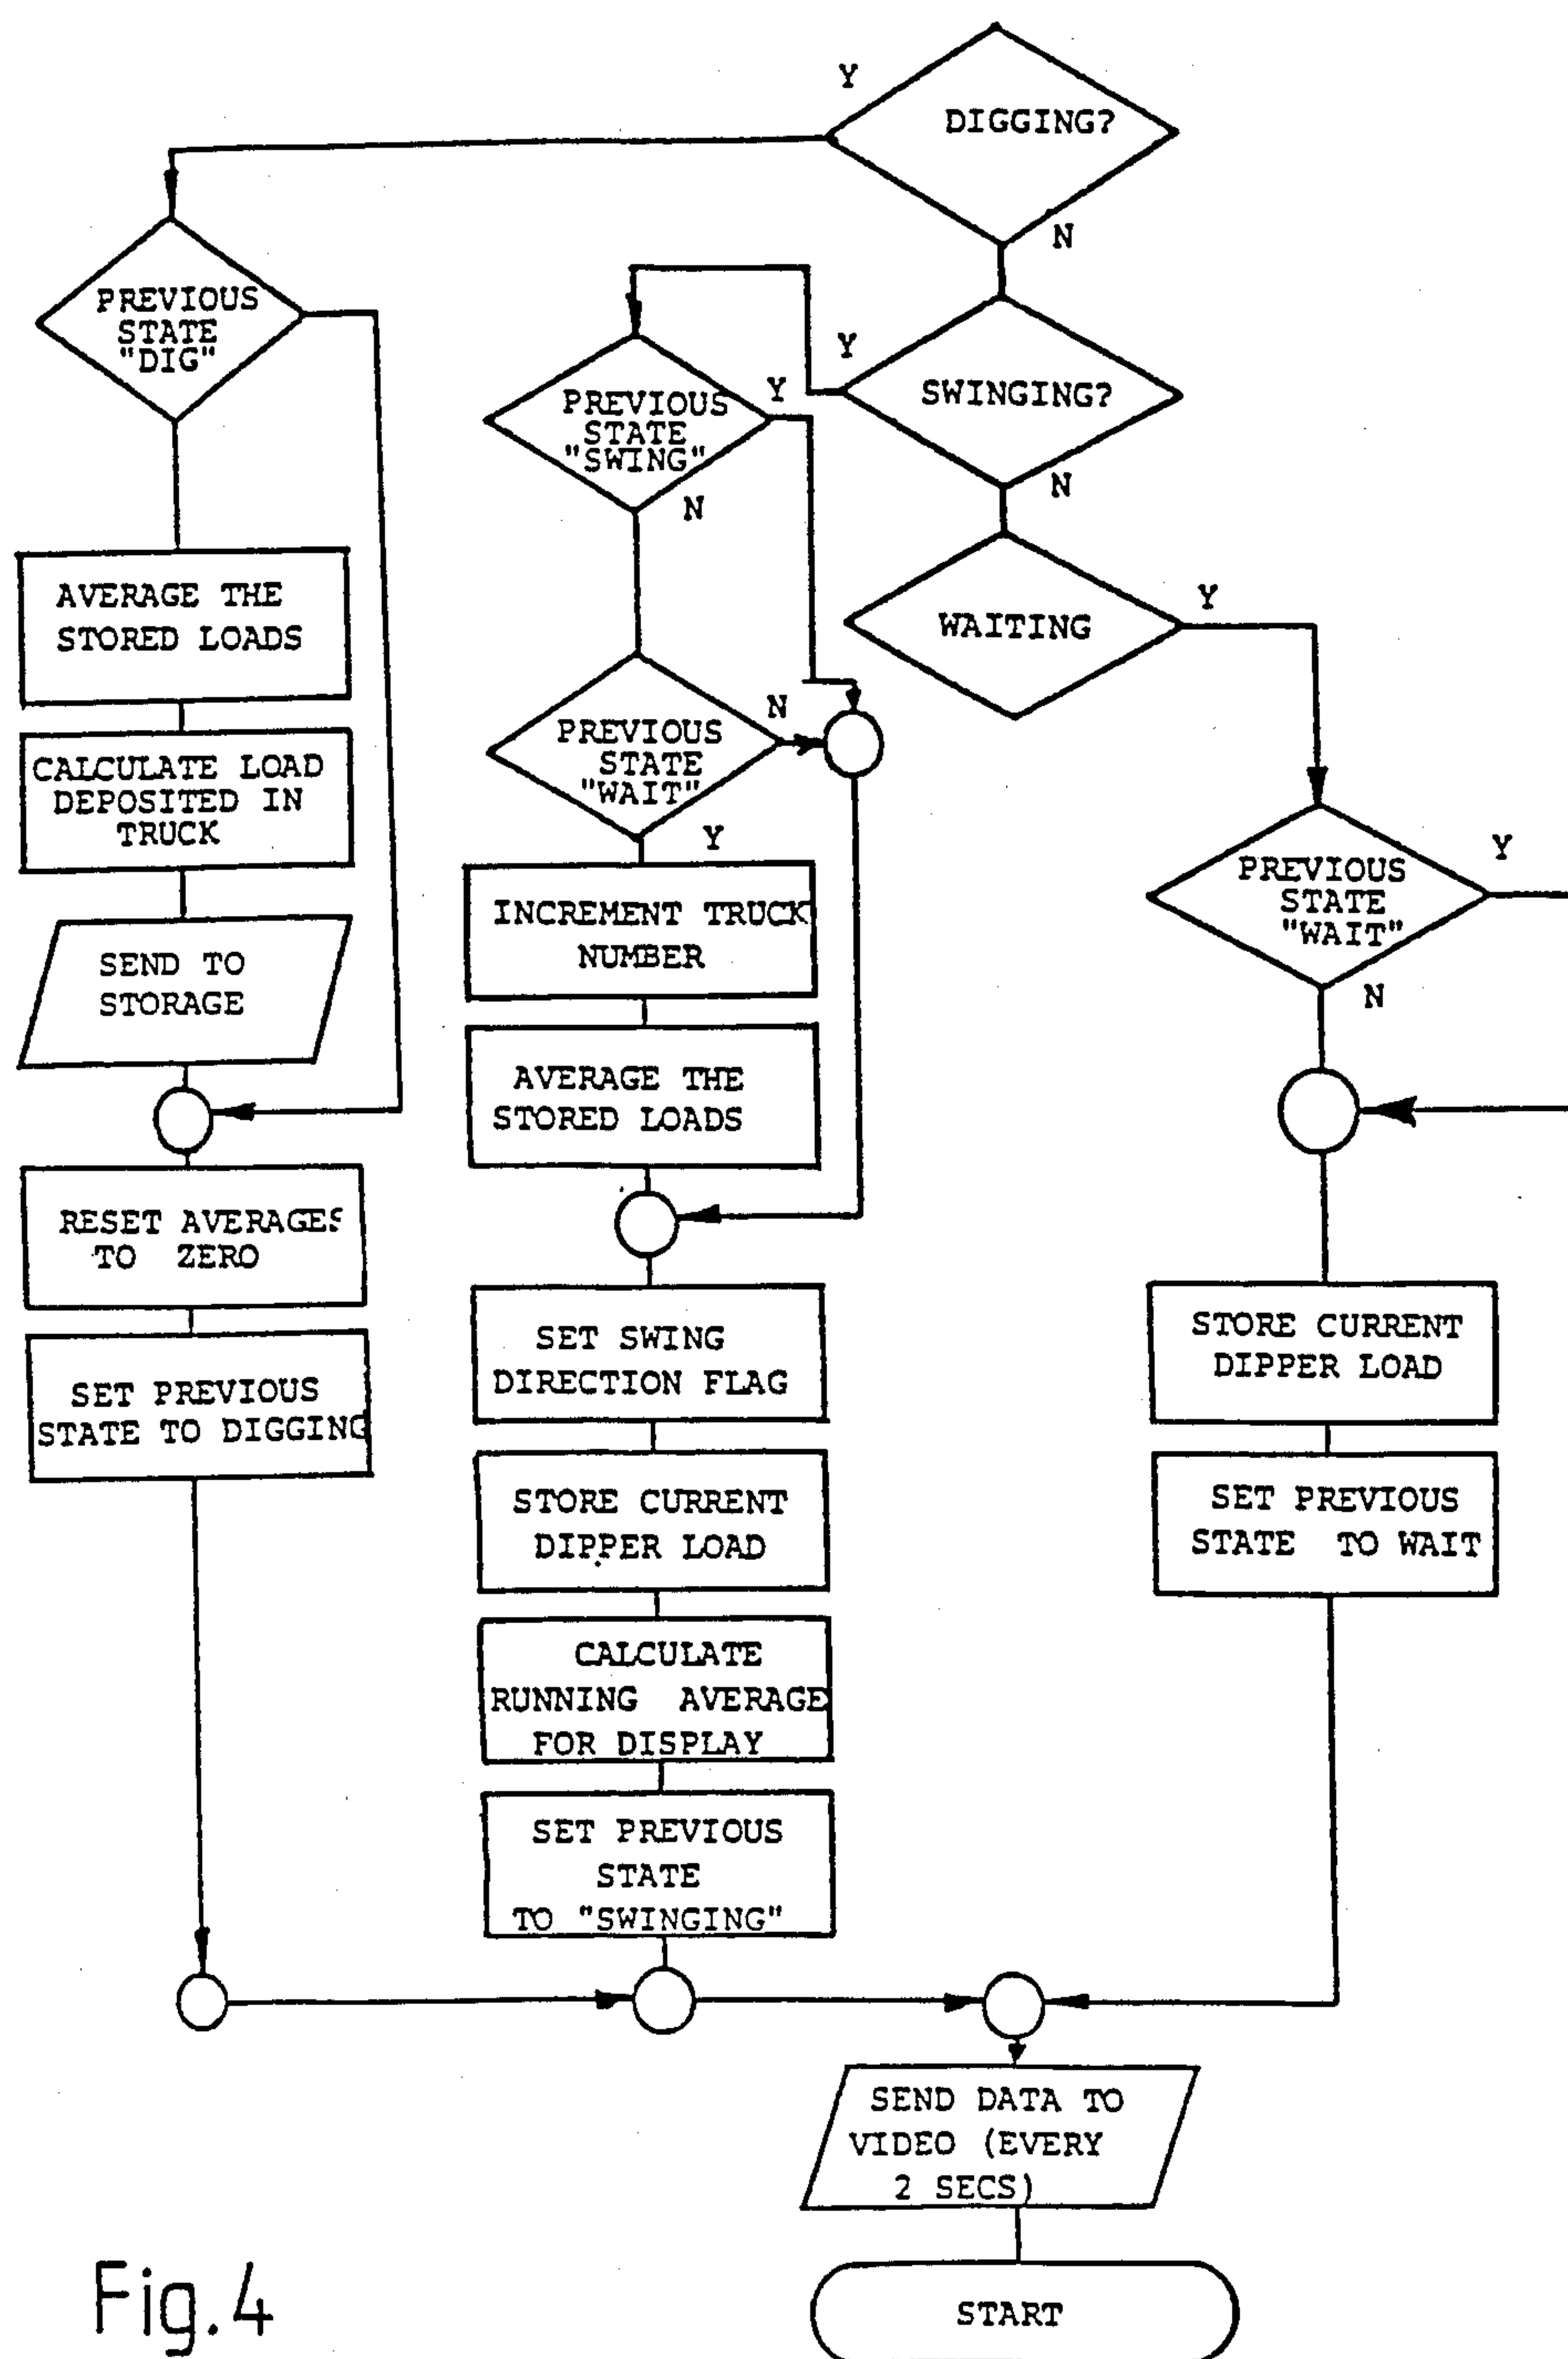 Y
DIGGING?
N
PREVIOUS
STATE
"DIG"
Y
SWINGING?
N
PREVIOUS
STATE
"SWING"
Y
N
WAITING
Y
AVERAGE THE
STORED LOADS
CALCULATE LOAD
DEPOSITED IN
TRUCK
SEND TO
STORAGE
RESET AVERAGES
TO ZERO
SET PREVIOUS
STATE TO DIGGING
PREVIOUS
STATE
"WAIT"
N
Y
INCREMENT TRUCK
NUMBER
AVERAGE THE
STORED LOADS
SET SWING
DIRECTION FLAG
STORE CURRENT
DIPPER LOAD
CALCULATE
RUNNING AVERAGE
FOR DISPLAY
SET PREVIOUS
STATE
TO "SWINGING"
PREVIOUS
STATE
"WAIT"
Y
N
STORE CURRENT
DIPPER LOAD
SET PREVIOUS
STATE TO WAIT
SEND DATA TO
VIDEO (EVERY
2 SECS)
START
Fig.4